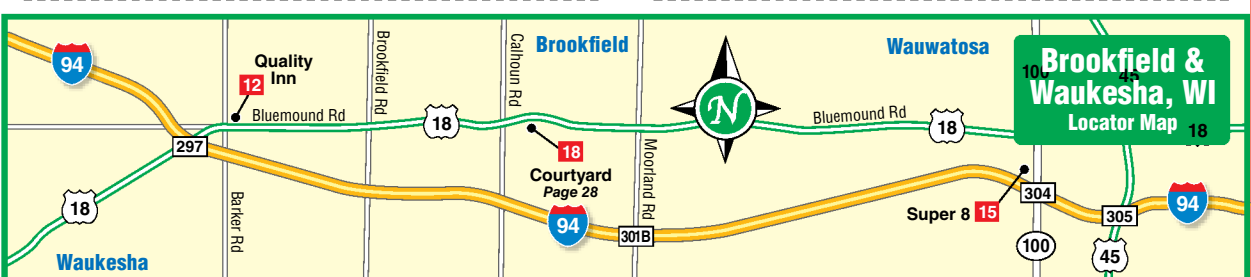 94
Quality
Inn
12
Bluemound Rd
Brookfield Rd
18
Calhoun Rd
Brookfield
Wauwatosa
Brookfield &
Waukesha, WI
Locator Map
100
45
18
N
Bluemound Rd
18
297
18
Courtyard
Page 28
Moorland Rd
18
Barker Rd
Waukesha
94
301B
Super 8 15
304
100
305
45
94